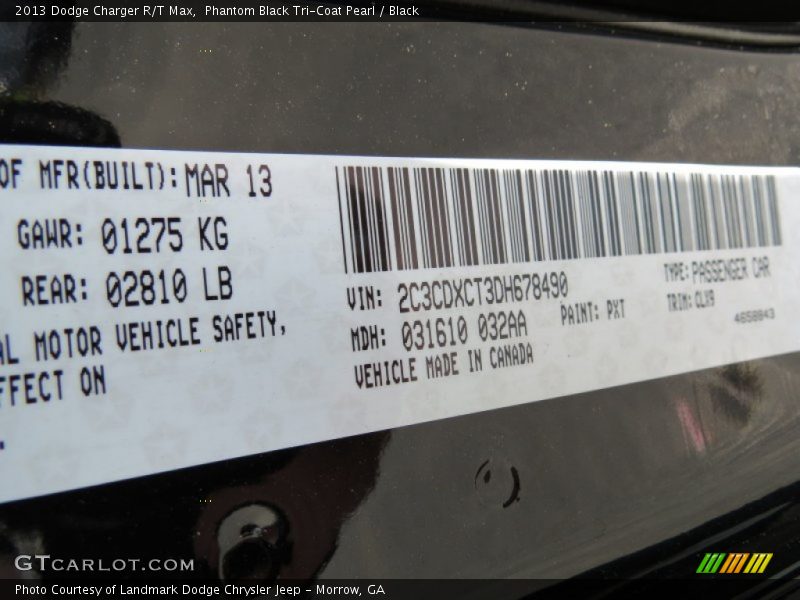 2013 Dodge Charger R/T Max,  Phantom Black Tri-Coat Pearl / Black
OF MFR(BUILT): MAR 13
GAWR: 01275 KG
REAR: 02810 LB
AL MOTOR VEHICLE SAFETY,
FFECT ON
VIN: 2C3CDXCT3DH678490
MDH: 031610 032AA
VEHICLE MADE IN CANADA
PAINT: PXT
TYPE: PASSENGER CAR
TRIM: CLX9
4658843
GTCARLOT.COM
Photo Courtesy of Landmark Dodge Chrysler Jeep - Morrow, GA